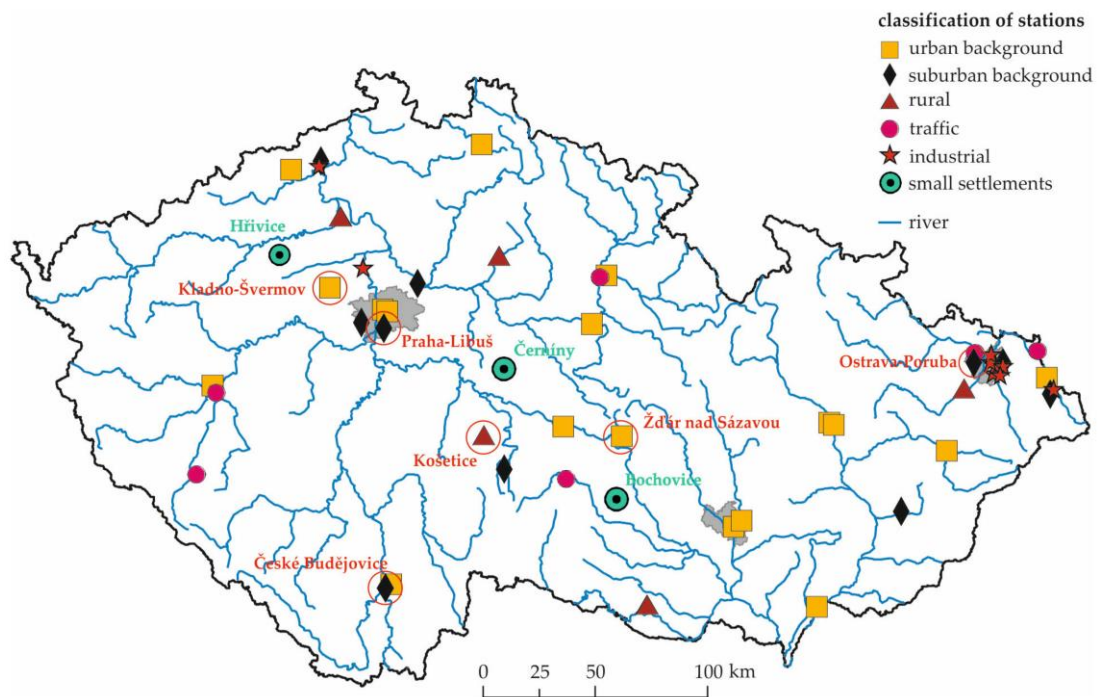 classification of stations
urban background
suburban background
rural
traffic
industrial
small settlements
river
Hřivice
Kladno-Švermov
Praha-Libuš
Černíny
Ostrava-Poruba
Žďár nad Sázavou
Košetice
Bochovice
České Budějovice
0 25 50 100 km